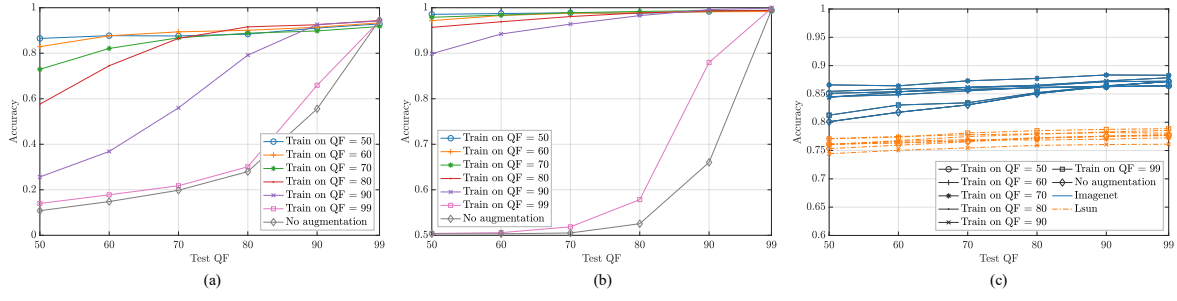 1
0.8
0.6
0.4
0.2
0
Accuracy
50 60 70 80 90 99
Test QF
Train on QF = 50
Train on QF = 60
Train on QF = 70
Train on QF = 80
Train on QF = 90
Train on QF = 99
No augmentation
(a)
1
0.9
0.8
0.7
0.6
0.5
Accuracy
50 60 70 80 90 99
Test QF
Train on QF = 50
Train on QF = 60
Train on QF = 70
Train on QF = 80
Train on QF = 90
Train on QF = 99
No augmentation
(b)
1
0.95
0.9
0.85
0.8
0.75
0.7
0.65
0.6
Accuracy
50 60 70 80 90 99
Test QF
Train on QF = 50
Train on QF = 60
Train on QF = 70
Train on QF = 80
Train on QF = 90
Train on QF = 99
No augmentation
Imagenet
Lsun
(c)